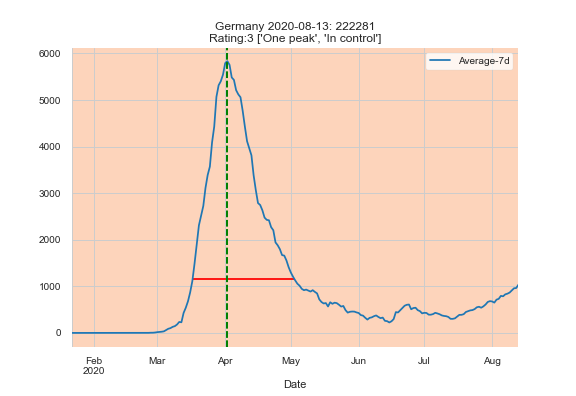 Germany 2020-08-13: 222281
Rating:3 ['One peak', 'In control']
Average-7d
6000
5000
4000
3000
2000
1000
0
Feb Mar Apr May Jun Jul Aug
2020
Date